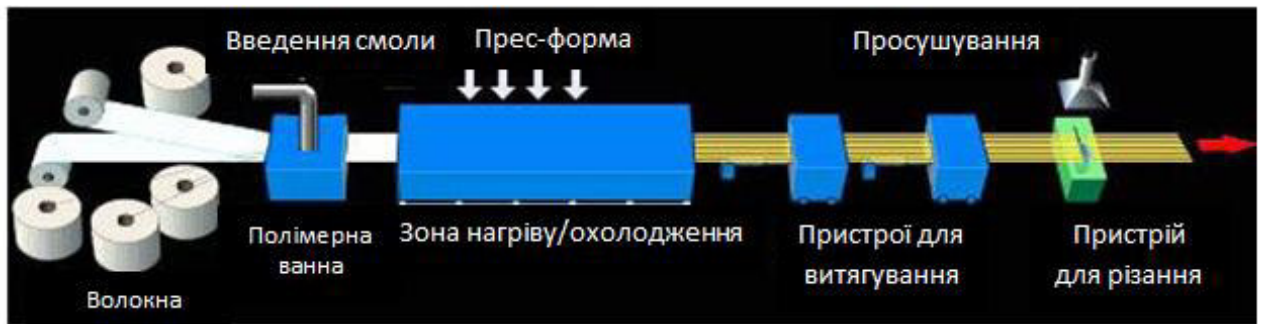 Введення смоли
Прес-форма
Просушування
Полімерна
ванна
Зона нагріву/охолодження
Пристрої для
витягування
Пристрій
для різання
Волокна